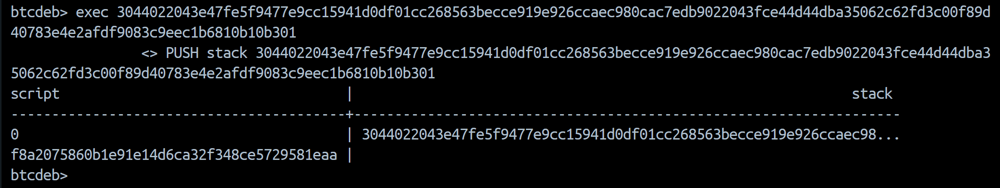 btcdeb> exec 3044022043e47fe5f9477e9cc15941d0df01cc268563becce919e926ccaec980cac7edb9022043fce44d44dba35062c62fd3c00f89d
40783e4e2afdf9083c9eec1b6810b10b301
<> PUSH stack 3044022043e47fe5f9477e9cc15941d0df01cc268563becce919e926ccaec980cac7edb9022043fce44d44dba3
5062c62fd3c00f89d40783e4e2afdf9083c9eec1b6810b10b301
script | stack
-----------------------------------------+-------------------------------------------------------------------
0 | 3044022043e47fe5f9477e9cc15941d0df01cc268563becce919e926ccaec98...
f8a2075860b1e91e14d6ca32f348ce5729581eaa |
btcdeb>